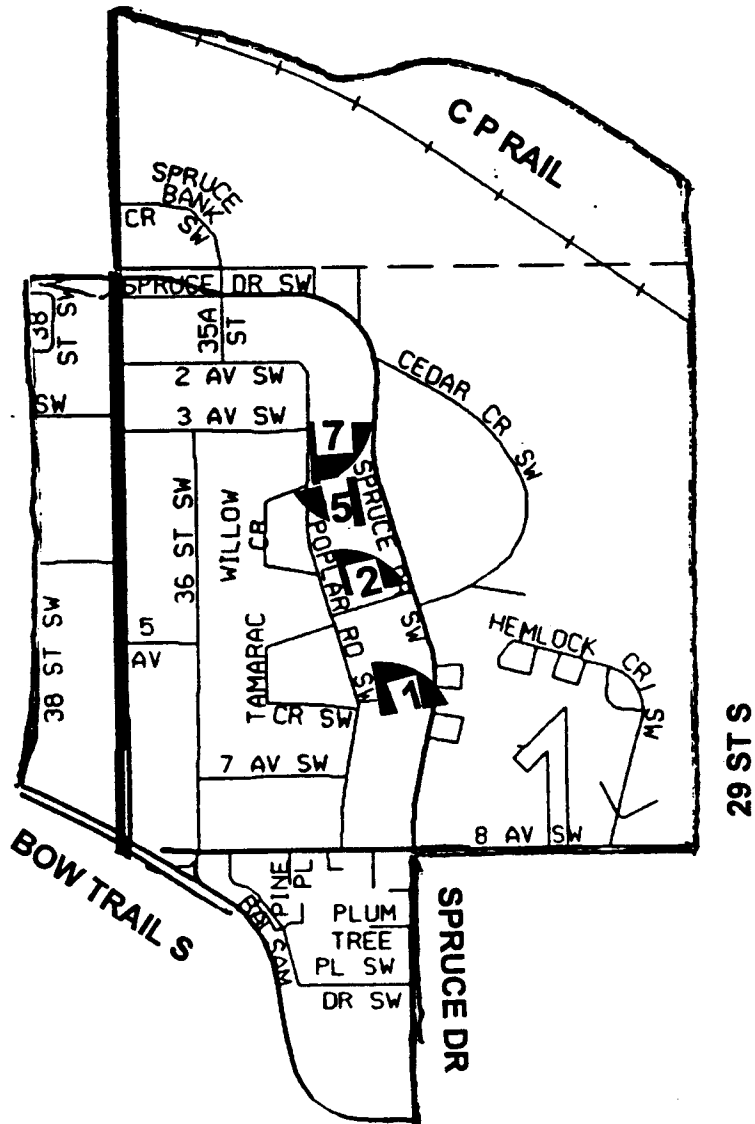 C P RAIL
SPRUCE
BANK
CR SW
SPRUCE DR SW
38
ST SW
35A
ST
CEDAR CR SW
2 AV SW
SW
3 AV SW
7
SPRUCE DR SW
5
36 ST SW
WILLOW
CR
POPLAR RD SW
2
38 ST SW
5
AV
HEMLOCK
CR
SW
TAMARAC
CR SW
1
1
29 ST S
7 AV SW
8 AV SW
BOW TRAIL S
PINE
PL
BALSAM
PLUM
TREE
PL SW
DR SW
SPRUCE DR